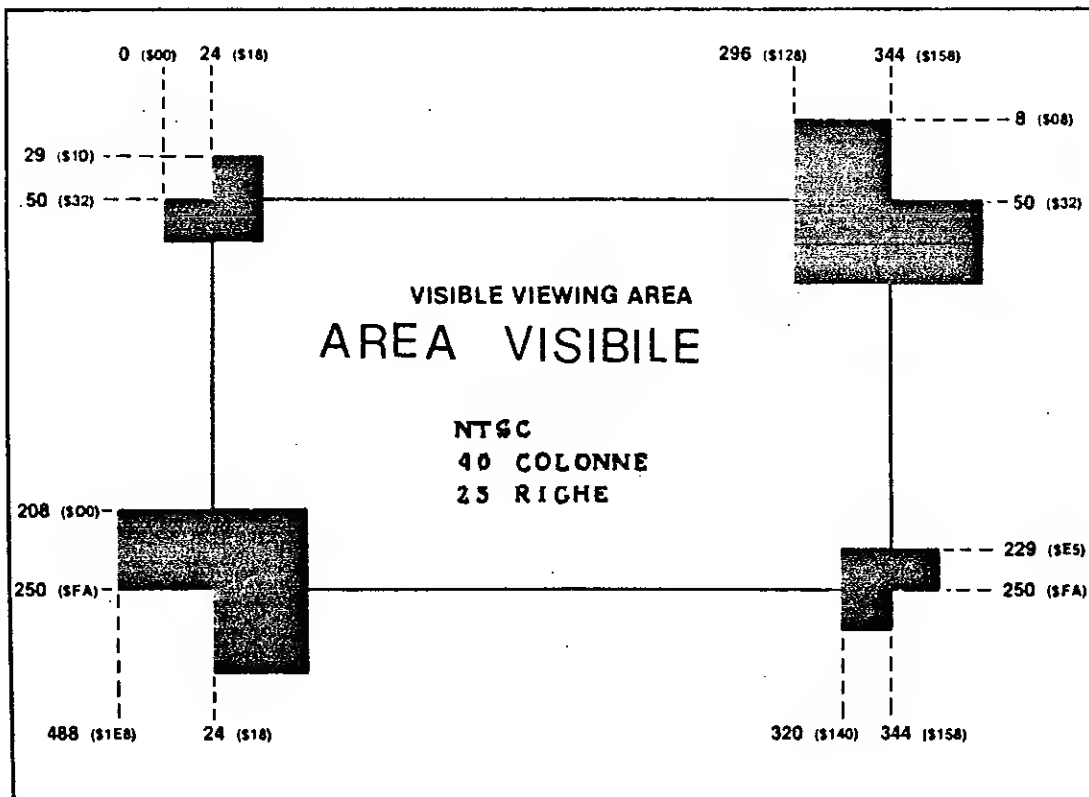 0 ($00) 24 ($18) 296 ($128) 344 ($158)
8 ($08)
29 ($1D)
50 ($32) 50 ($32)
VISIBLE VIEWING AREA
AREA VISIBILE
NTSC
40 COLONNE
25 RIGHE
208 ($D0)
229 ($E5)
250 ($FA) 250 ($FA)
488 ($1E8) 24 ($18) 320 ($140) 344 ($158)